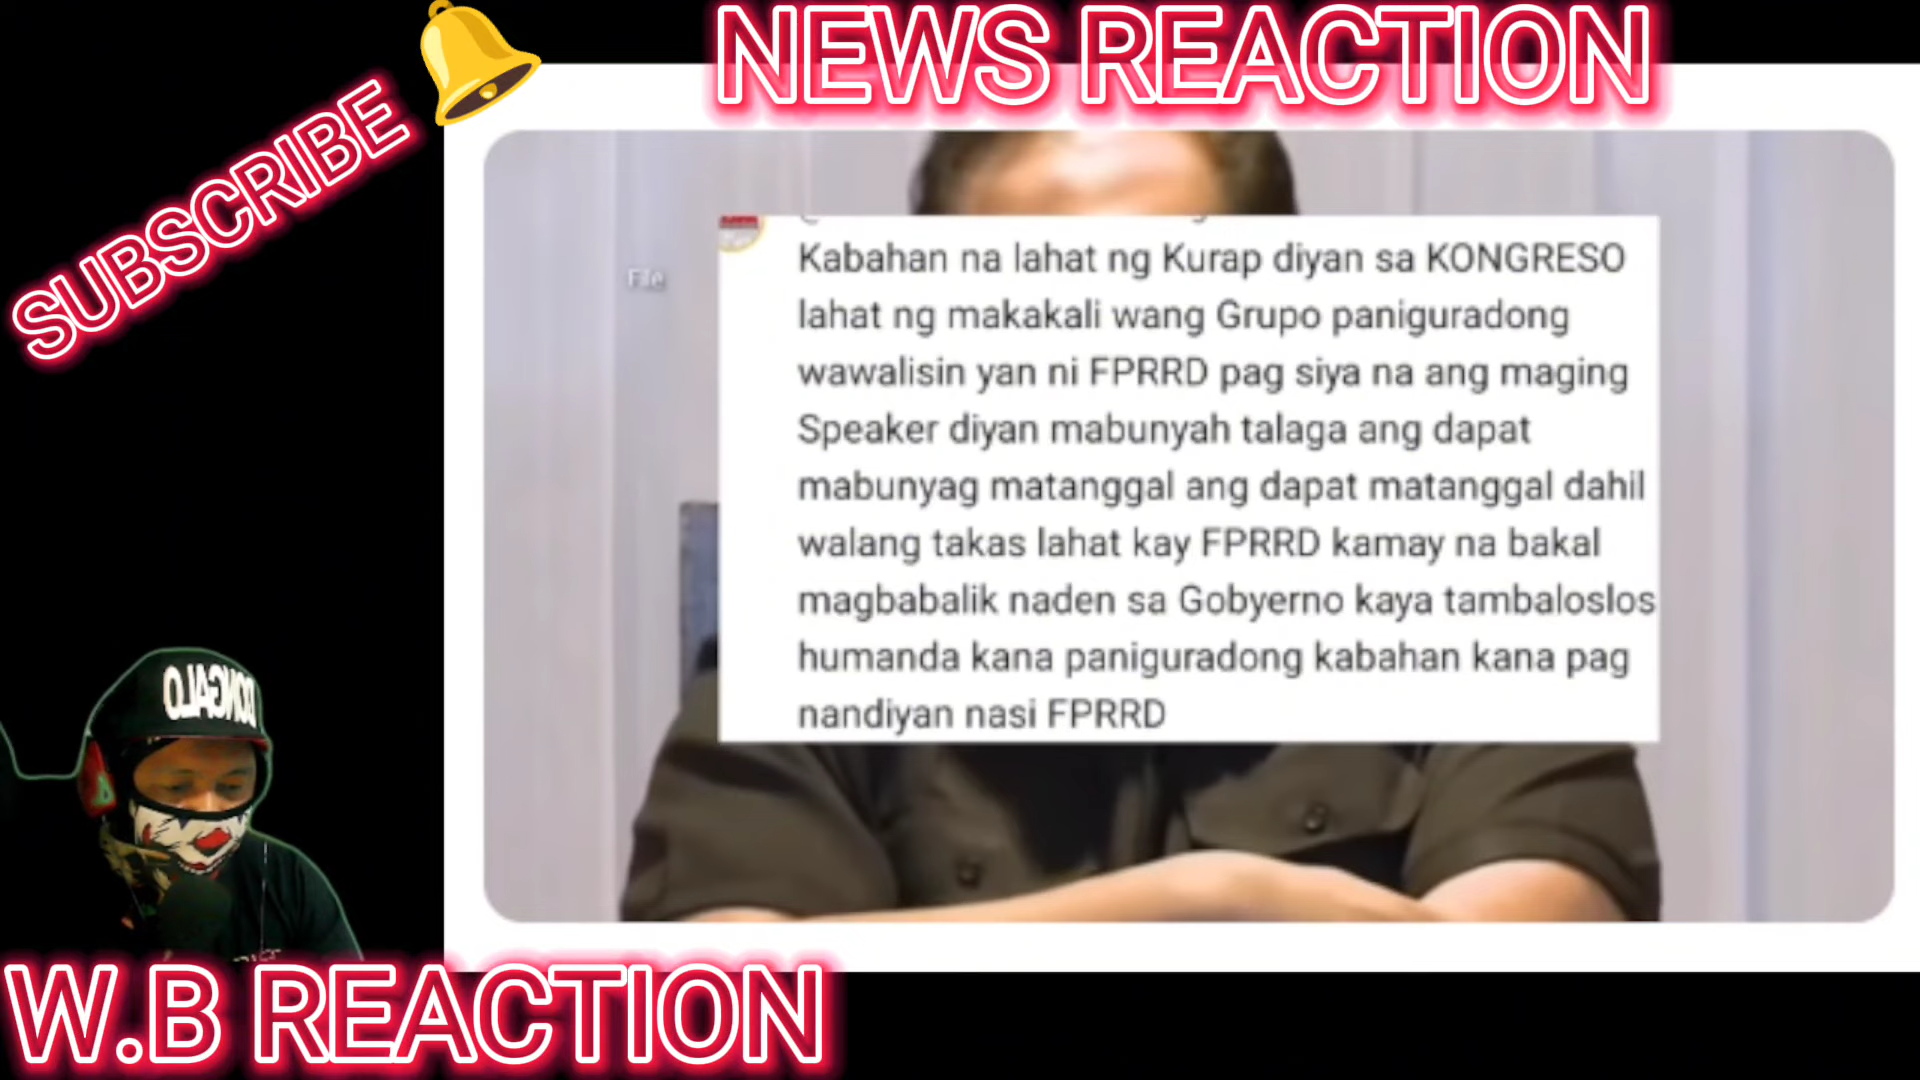 NEWS REACTION
SUBSCRIBE
File
Kabahan na lahat ng Kurap diyan sa KONGRESO
lahat ng makakali wang Grupo paniguradong
wawalisin yan ni FPRRD pag siya na ang maging
Speaker diyan mabunyah talaga ang dapat
mabunyag matanggal ang dapat matanggal dahil
walang takas lahat kay FPRRD kamay na bakal
magbabalik naden sa Gobyerno kaya tambaloslos
humanda kana paniguradong kabahan kana pag
nandiyan nasi FPRRD
DONGALO
W.B REACTION